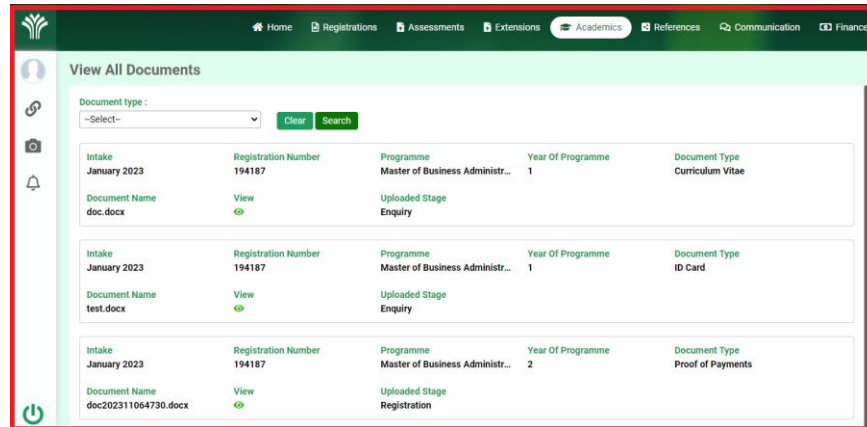 Home Registrations Assessments Extensions Academics References Communication Finance
View All Documents
Document type :
--Select-- Clear Search
Intake Registration Number Programme Year Of Programme Document Type
January 2023 194187 Master of Business Administr... 1 Curriculum Vitae
Document Name View Uploaded Stage
doc.docx Enquiry
Intake Registration Number Programme Year Of Programme Document Type
January 2023 194187 Master of Business Administr... 1 ID Card
Document Name View Uploaded Stage
test.docx Enquiry
Intake Registration Number Programme Year Of Programme Document Type
January 2023 194187 Master of Business Administr... 2 Proof of Payments
Document Name View Uploaded Stage
doc202311064730.docx Registration